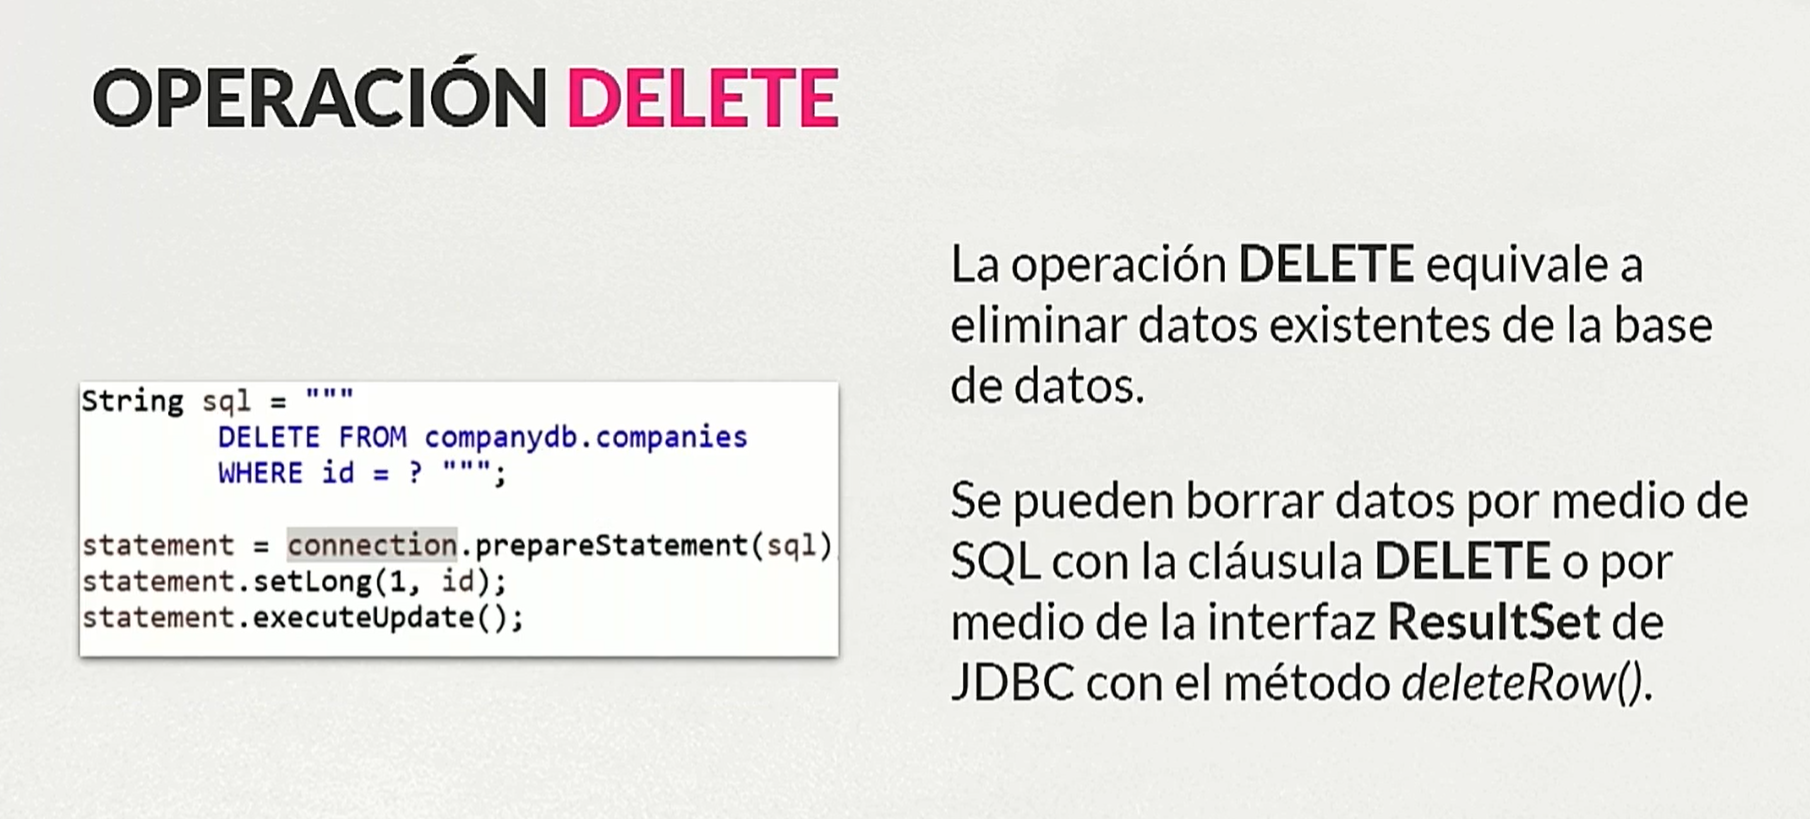 OPERACIÓN DELETE
String sql = """
DELETE FROM companydb.companies
WHERE id = ? """;
statement = connection.prepareStatement(sql)
statement.setLong(1, id);
statement.executeUpdate();
La operación DELETE equivale a
eliminar datos existentes de la base
de datos.
Se pueden borrar datos por medio de
SQL con la cláusula DELETE o por
medio de la interfaz ResultSet de
JDBC con el método deleteRow().